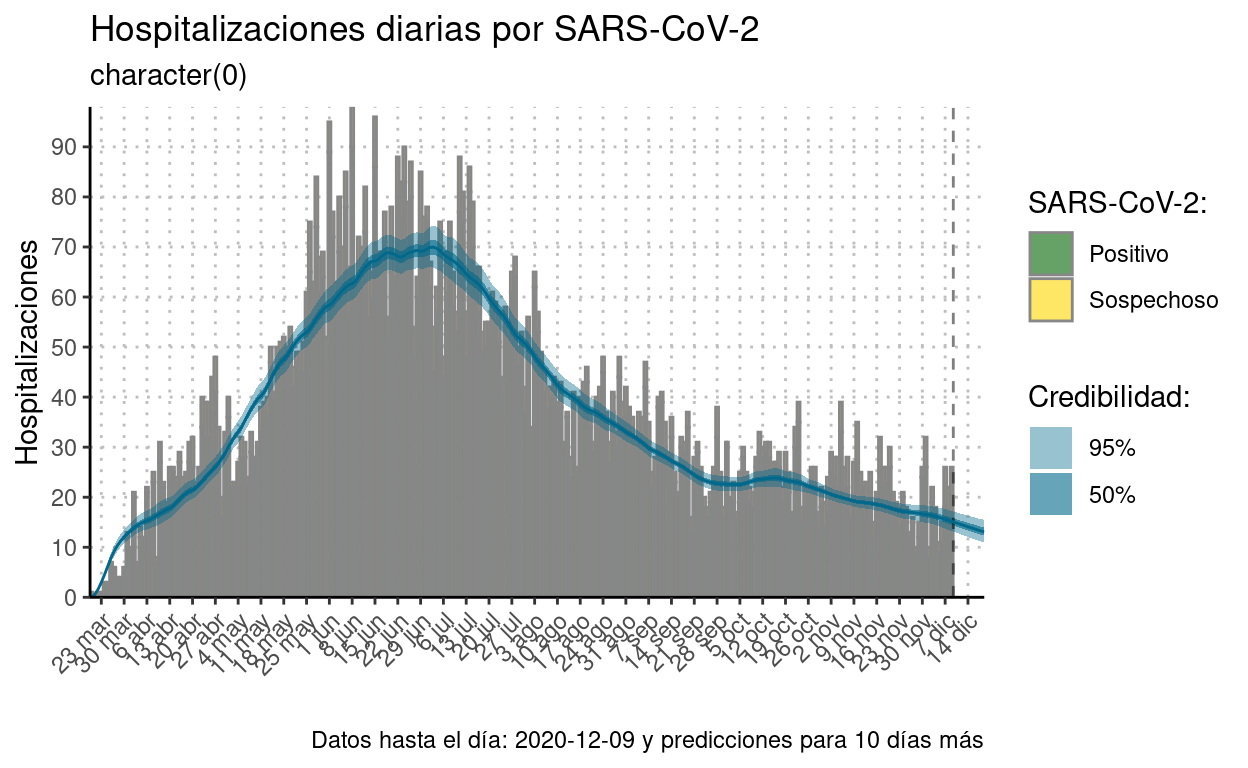 Hospitalizaciones diarias por SARS-CoV-2
character(0)
Hospitalizaciones
90
80
70
60
50
40
30
20
10
0
23 mar
30 mar
6 abr
13 abr
20 abr
27 abr
4 may
11 may
18 may
25 may
1 jun
8 jun
15 jun
22 jun
29 jun
6 jul
13 jul
20 jul
27 jul
3 ago
10 ago
17 ago
24 ago
31 ago
7 sep
14 sep
21 sep
28 sep
5 oct
12 oct
19 oct
26 oct
2 nov
9 nov
16 nov
23 nov
30 nov
7 dic
14 dic
SARS-CoV-2:
Positivo
Sospechoso
Credibilidad:
95%
50%
Datos hasta el día: 2020-12-09 y predicciones para 10 días más